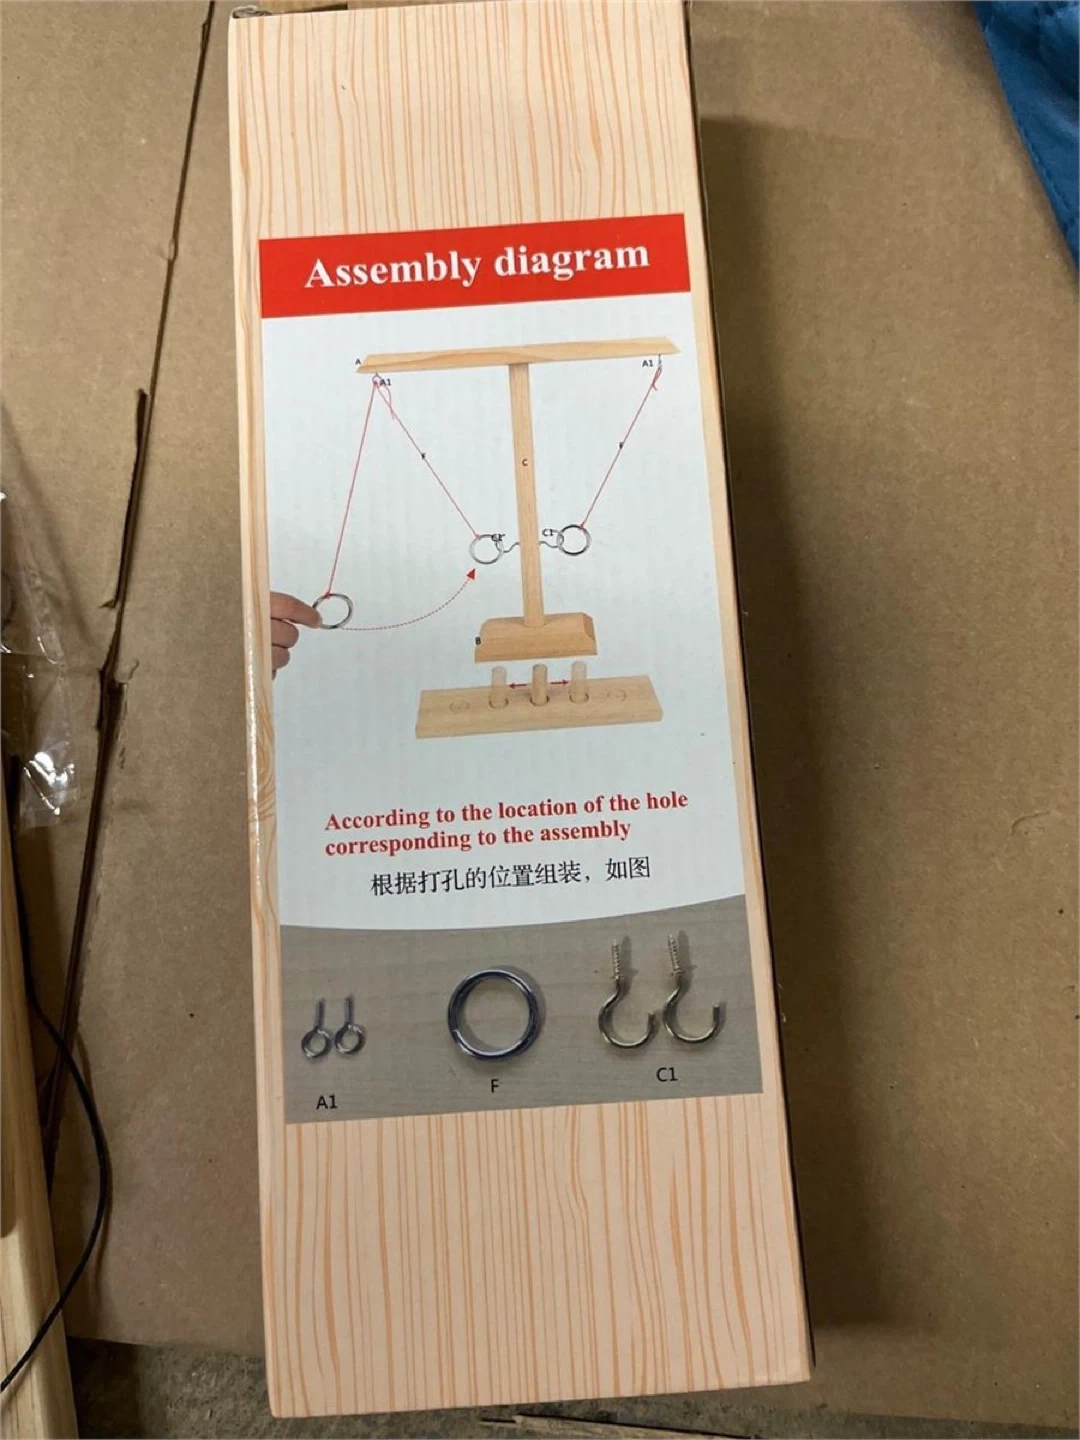 Assembly diagram
A
A1
A1
F
F
C
C1
C1
B
According to the location of the hole
corresponding to the assembly
根据打孔的位置组装，如图
A1
F
C1